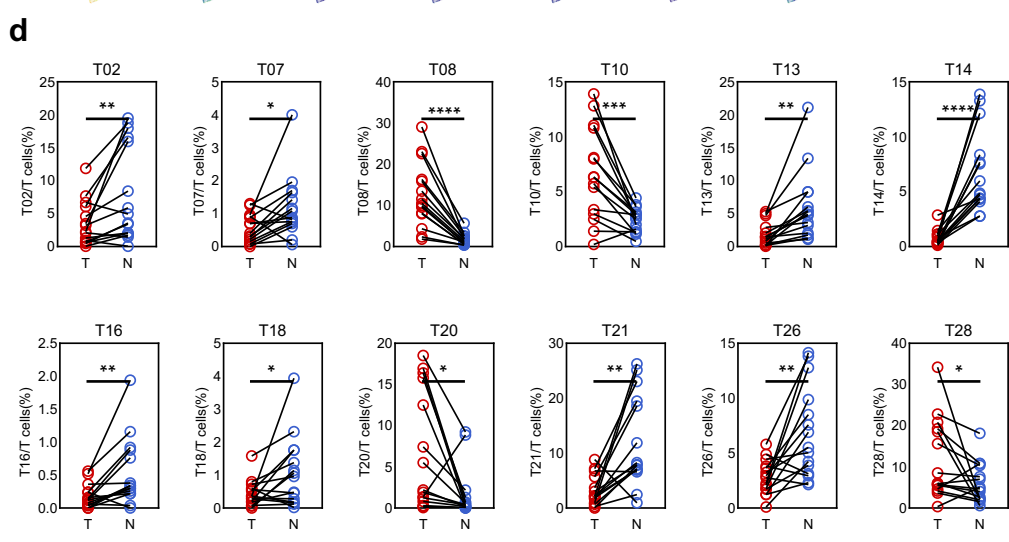 d
T02 T07 T08 T10 T13 T14
25 5 40 15 25 15
20 4 30 10 20 10
15 3 20 5 15 5
10 2 10 0 10 0
5 1 0 5
0 0 0
** * **** *** ** ****
T02/T cells(%) T07/T cells(%) T08/T cells(%) T10/T cells(%) T13/T cells(%) T14/T cells(%)
T N T N T N T N T N T N
T16 T18 T20 T21 T26 T28
2.5 5 20 30 15 40
2.0 4 15 20 10 30
1.5 3 10 10 5 20
1.0 2 5 0 0 10
0.5 1 0 0
0.0 0
** * * ** ** *
T16/T cells(%) T18/T cells(%) T20/T cells(%) T21/T cells(%) T26/T cells(%) T28/T cells(%)
T N T N T N T N T N T N